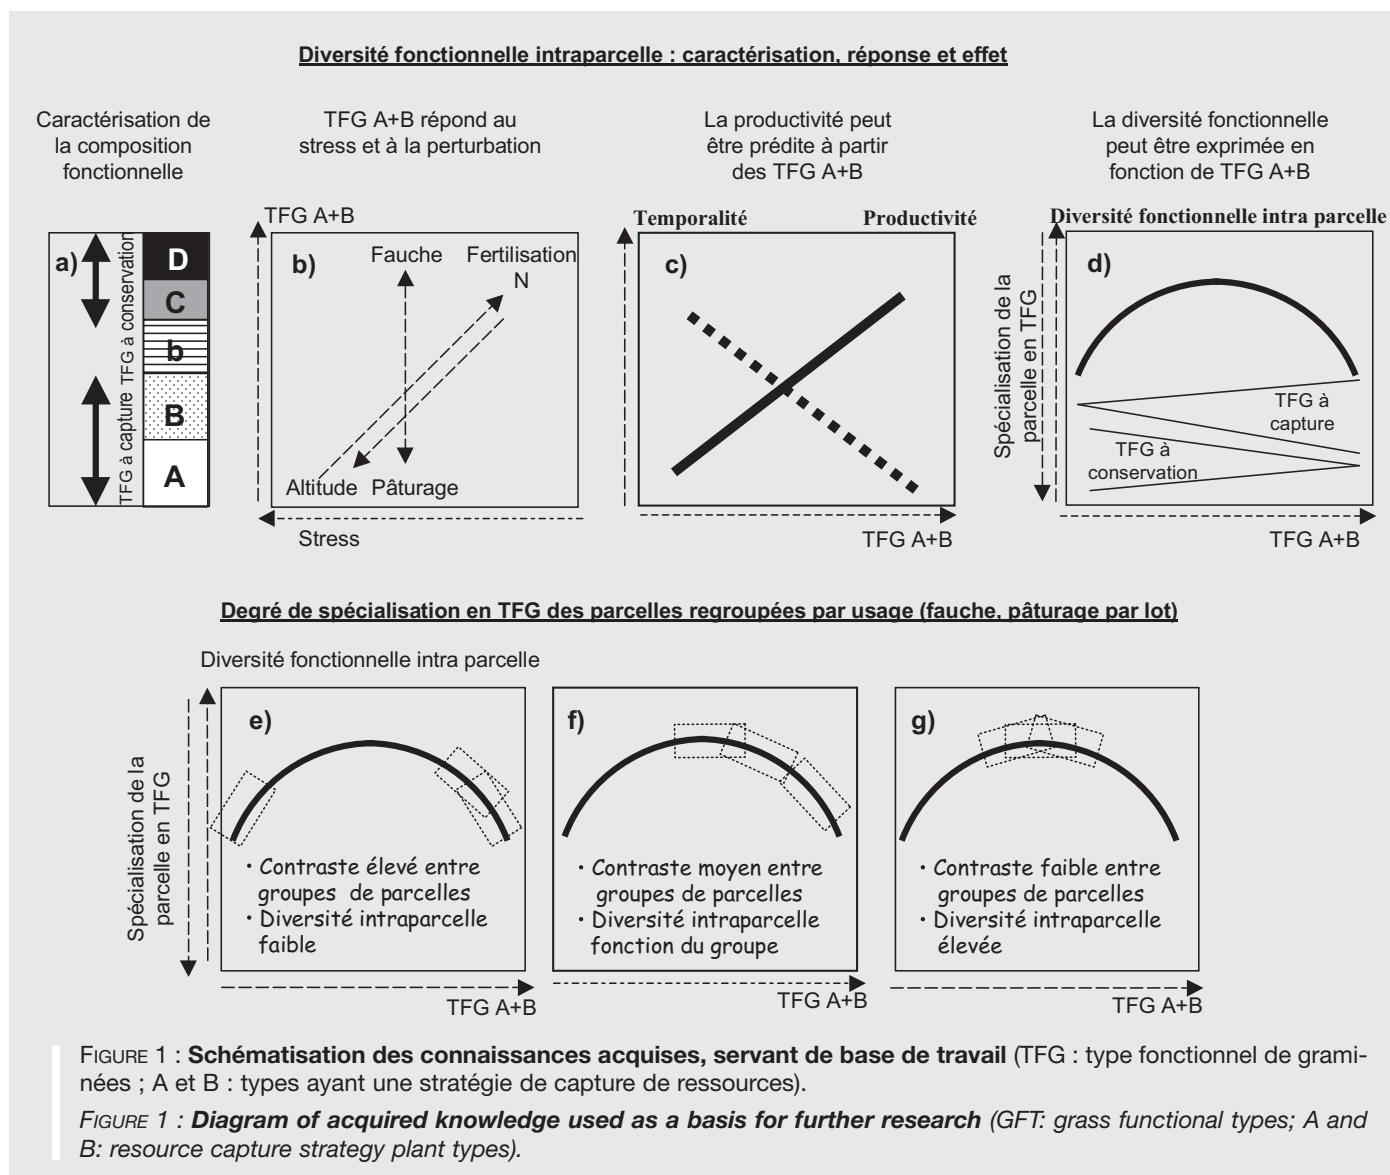 Diversité fonctionnelle intraparcelle : caractérisation, réponse et effet
Caractérisation de
la composition
fonctionnelle
TFG A+B répond au
stress et à la perturbation
La productivité peut
être prédite à partir
des TFG A+B
La diversité fonctionnelle
peut être exprimée en
fonction de TFG A+B
a)
TFG à capture TFG à conservation
D
C
b
B
A
TFG A+B
b)
Fauche
Fertilisation
N
Altitude
Pâturage
Stress
Temporalité
Productivité
c)
TFG A+B
Diversité fonctionnelle intra parcelle
Spécialisation de la
parcelle en TFG
d)
TFG à
capture
TFG à
conservation
TFG A+B
Degré de spécialisation en TFG des parcelles regroupées par usage (fauche, pâturage par lot)
Diversité fonctionnelle intra parcelle
Spécialisation de la
parcelle en TFG
e)
• Contraste élevé entre
groupes de parcelles
• Diversité intraparcelle
faible
TFG A+B
f)
• Contraste moyen entre
groupes de parcelles
• Diversité intraparcelle
fonction du groupe
TFG A+B
g)
• Contraste faible entre
groupes de parcelles
• Diversité intraparcelle
élevée
TFG A+B
FIGURE 1 : Schématisation des connaissances acquises, servant de base de travail (TFG : type fonctionnel de grami-
nées ; A et B : types ayant une stratégie de capture de ressources).
FIGURE 1 : Diagram of acquired knowledge used as a basis for further research (GFT: grass functional types; A and
B: resource capture strategy plant types).